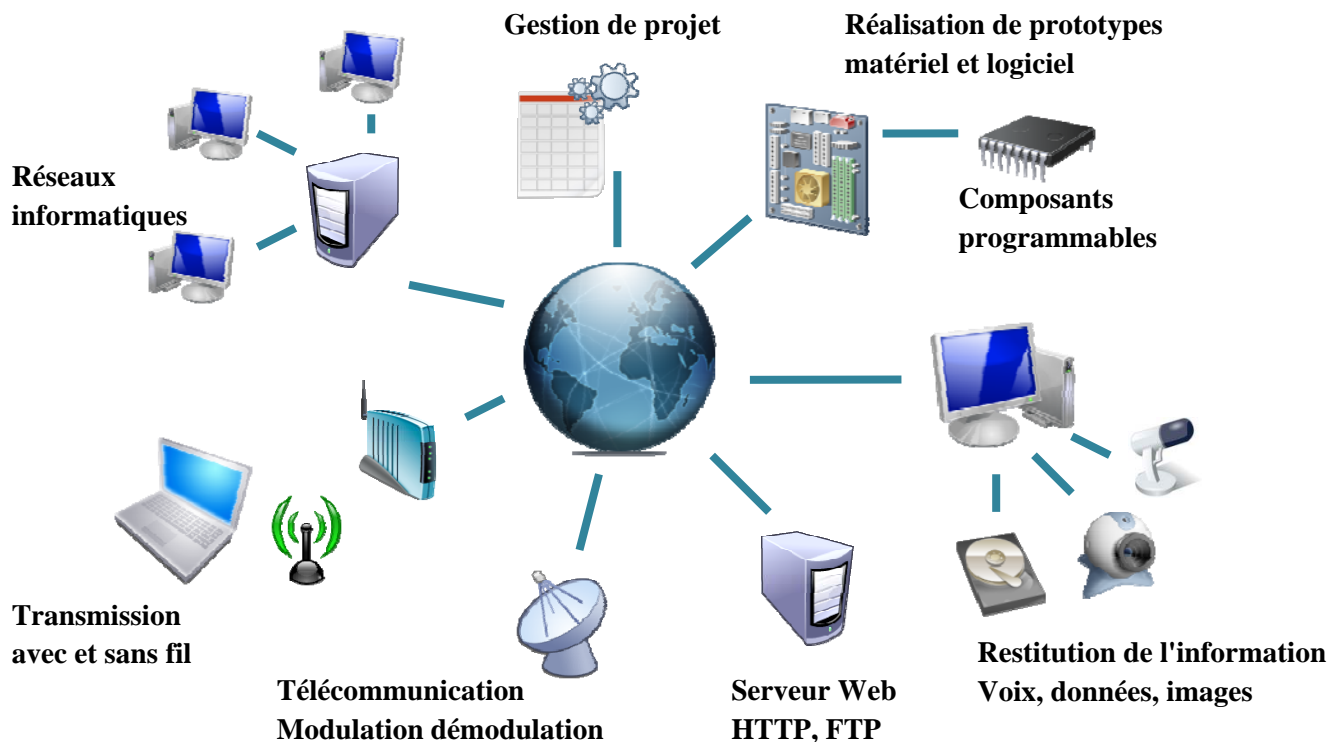 Gestion de projet
Réalisation de prototypes
matériel et logiciel
Réseaux
informatiques
Composants
programmables
Transmission
avec et sans fil
Télécommunication
Modulation démodulation
Serveur Web
HTTP, FTP
Restitution de l'information
Voix, données, images